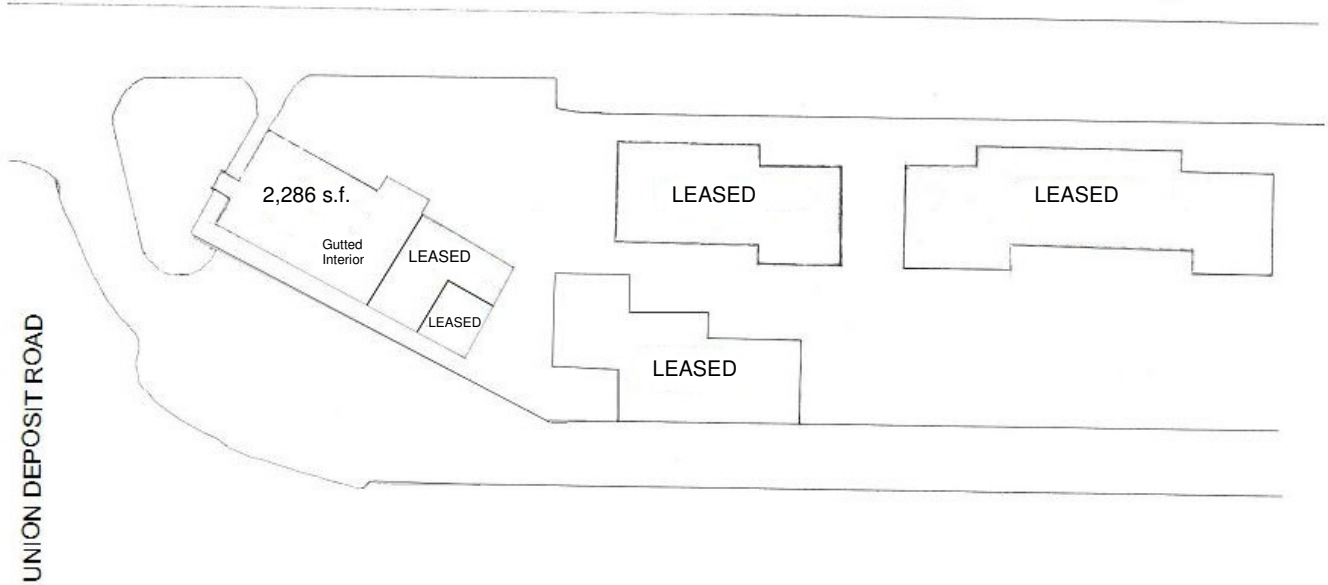 2,286 s.f.
Gutted
Interior
LEASED
LEASED
LEASED
LEASED
LEASED
UNION DEPOSIT ROAD